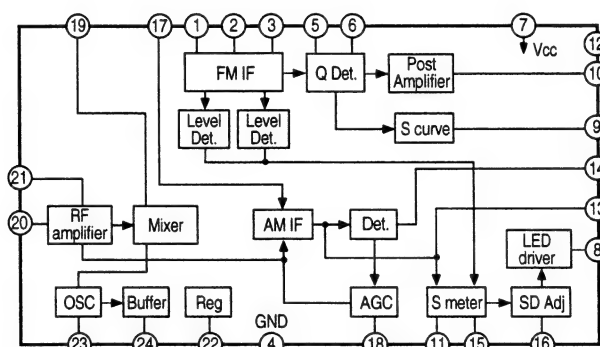 19 17 1 2 3 5 6 7
Vcc
12
10
FM IF Q Det. Post
Amplifier
Level
Det.
Level
Det.
S curve 9
14
21
13
20 RF
amplifier
Mixer AM IF Det.
LED
driver
8
OSC Buffer Reg GND AGC S meter SD Adj
23 24 22 4 18 11 15 16